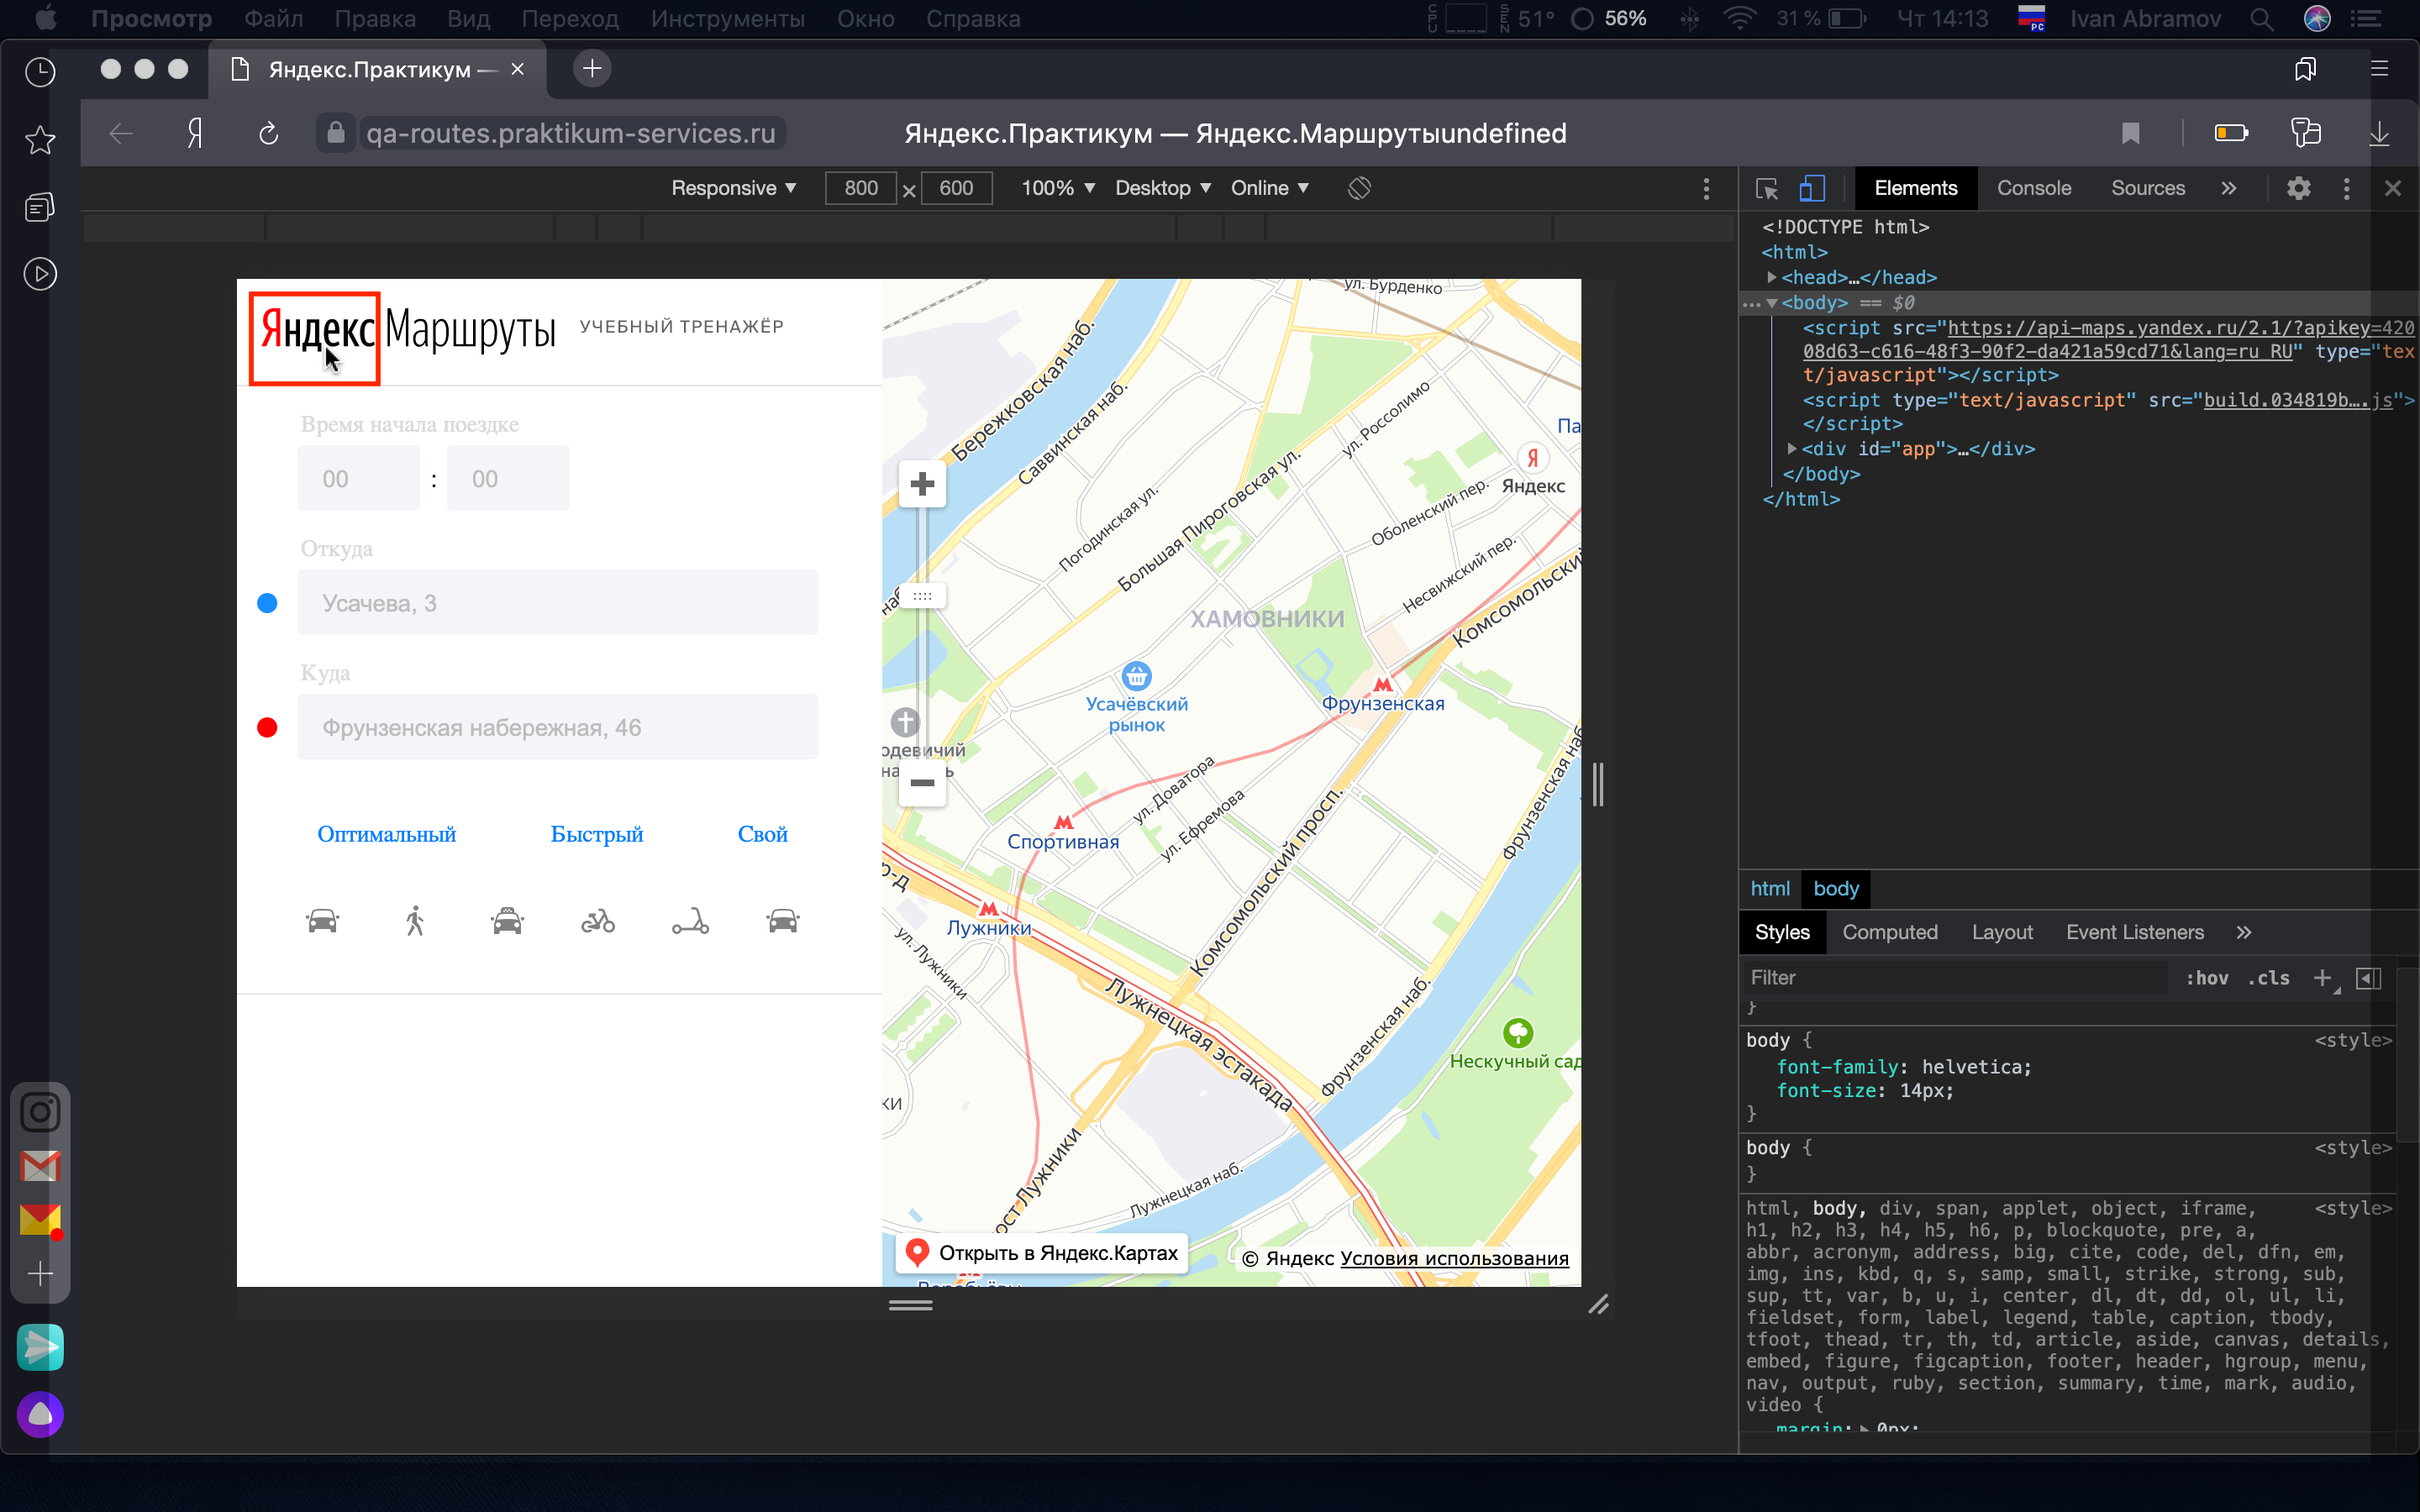 Просмотр Файл Правка Вид Переход Инструменты Окно Справка
CPU SEN 51° 56% 31 % Чт 14:13 РС Ivan Abramov
Яндекс.Практикум —
qa-routes.praktikum-services.ru
Яндекс.Практикум — Яндекс.Маршрутыundefined
Responsive 800 × 600 100% Desktop Online
Elements Console Sources »
<!DOCTYPE html>
<html>
<head>…</head>
<body> == $0
<script src="https://api-maps.yandex.ru/2.1/?apikey=420
08d63-c616-48f3-90f2-da421a59cd71&lang=ru_RU" type="tex
t/javascript"></script>
<script type="text/javascript" src="build.034819b….js">
</script>
<div id="app">…</div>
</body>
</html>
Яндекс Маршруты УЧЕБНЫЙ ТРЕНАЖЁР
Время начала поездке
00 : 00
Откуда
Усачева, 3
Куда
Фрунзенская набережная, 46
Оптимальный Быстрый Свой
ул. Бурденко
Бережковская наб.
Саввинская наб.
ул. Россолимо
Па
Я
Яндекс
Погодинская ул.
Большая Пироговская ул.
Оболенский пер.
Несвижский пер.
Комсомольский
наб
ХАМОВНИКИ
Усачёвский
рынок
Фрунзенская
одевичий
на
ь
ул. Доватора
ул. Ефремова
Спортивная
Фрунзенская наб
р-д
Лужники
ул. Лужники
Комсомольский просп.
Лужнецкая эстакада
Фрунзенская наб.
Нескучный сад
ки
ост Лужники
Лужнецкая наб.
Открыть в Яндекс.Картах
© Яндекс Условия использования
Воробьёвы
html body
Styles Computed Layout Event Listeners »
Filter :hov .cls
}
body { <style>
font-family: helvetica;
font-size: 14px;
}
body { <style>
}
html, body, div, span, applet, object, iframe, <style>
h1, h2, h3, h4, h5, h6, p, blockquote, pre, a,
abbr, acronym, address, big, cite, code, del, dfn, em,
img, ins, kbd, q, s, samp, small, strike, strong, sub,
sup, tt, var, b, u, i, center, dl, dt, dd, ol, ul, li,
fieldset, form, label, legend, table, caption, tbody,
tfoot, thead, tr, th, td, article, aside, canvas, details,
embed, figure, figcaption, footer, header, hgroup, menu,
nav, output, ruby, section, summary, time, mark, audio,
video {
margin: 0px;